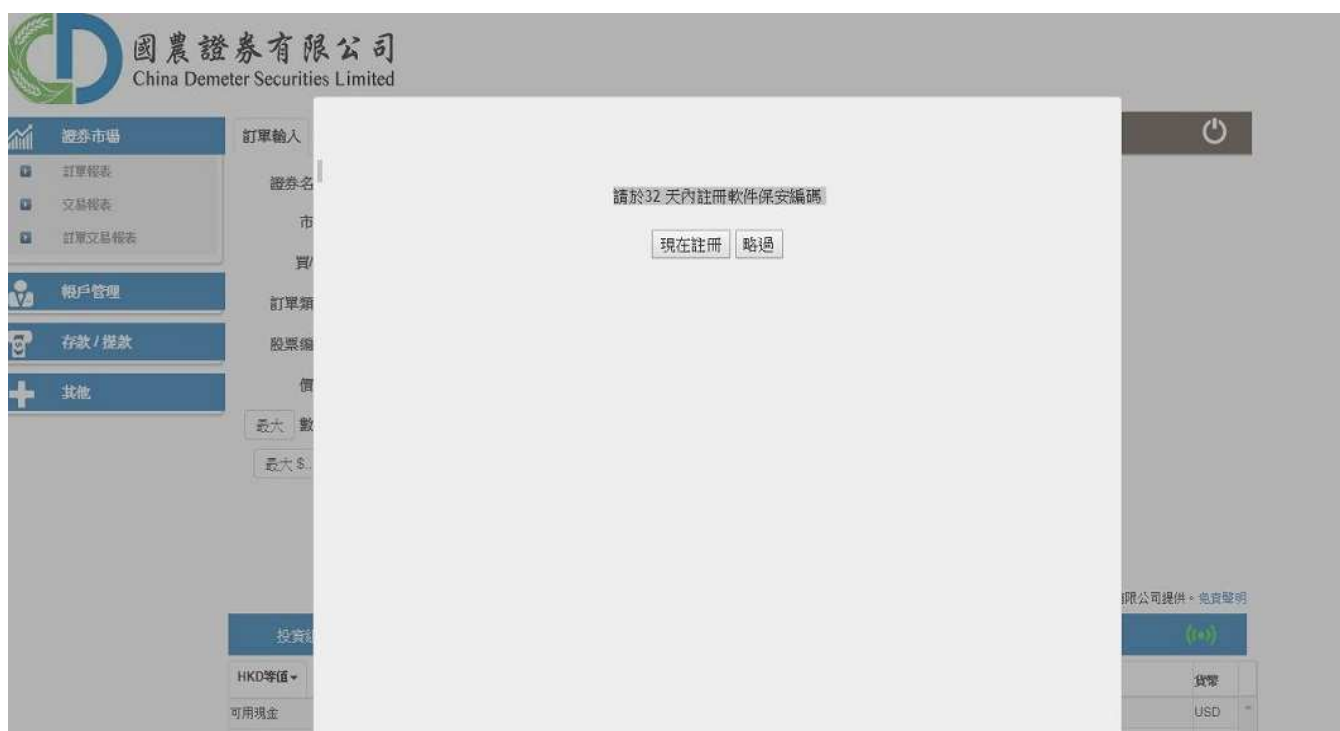 國農證券有限公司
China Demeter Securities Limited
證券市場
訂單報表
交易報表
訂單交易報表
帳戶管理
存款 / 提款
其他
訂單輸入
證券名
市
買/
訂單類
股票編
價
最大 數
最大 $..
請於32 天內註冊軟件保安編碼
現在註冊 略過
限公司提供。免責聲明
投資
HKD等值
貨幣
可用現金
USD